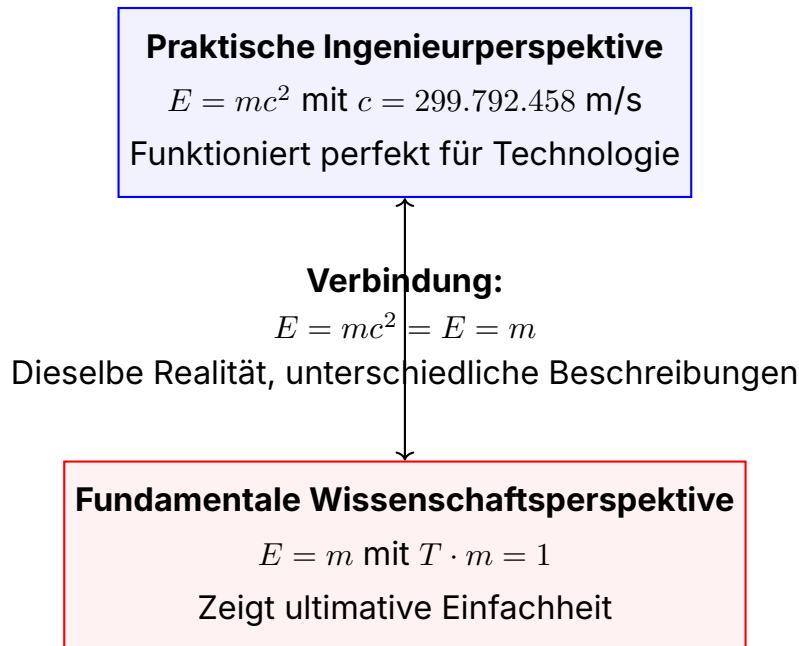 Praktische Ingenieurperspektive
E = mc² mit c = 299.792.458 m/s
Funktioniert perfekt für Technologie
Verbindung:
E = mc² = E = m
Dieselbe Realität, unterschiedliche Beschreibungen
Fundamentale Wissenschaftsperspektive
E = m mit T · m = 1
Zeigt ultimative Einfachheit